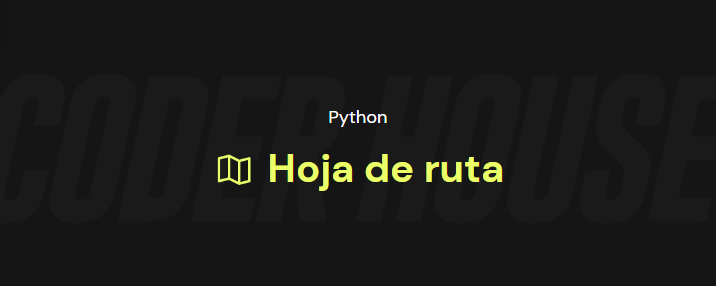 CODER HOUSE
Python
Hoja de ruta